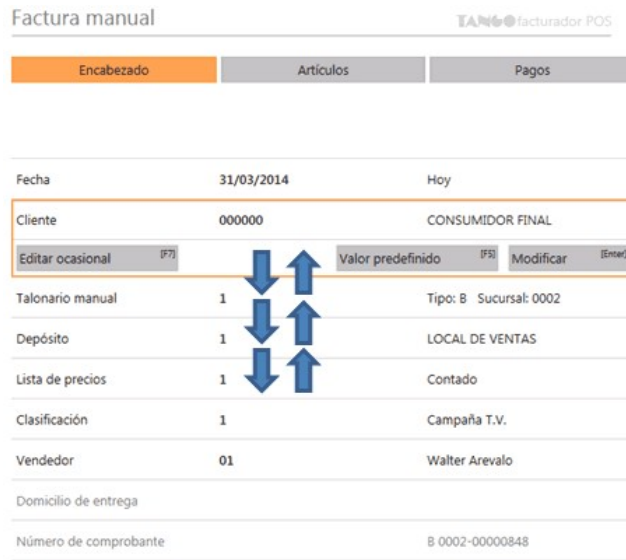 Factura manual TANGO facturador POS
Encabezado Artículos Pagos
Fecha 31/03/2014 Hoy
Cliente 000000 CONSUMIDOR FINAL
Editar ocasional [F7] Valor predefinido [F5] Modificar [Enter]
Talonario manual 1 Tipo: B Sucursal: 0002
Depósito 1 LOCAL DE VENTAS
Lista de precios 1 Contado
Clasificación 1 Campaña T.V.
Vendedor 01 Walter Arevalo
Domicilio de entrega
Número de comprobante B 0002-00000848